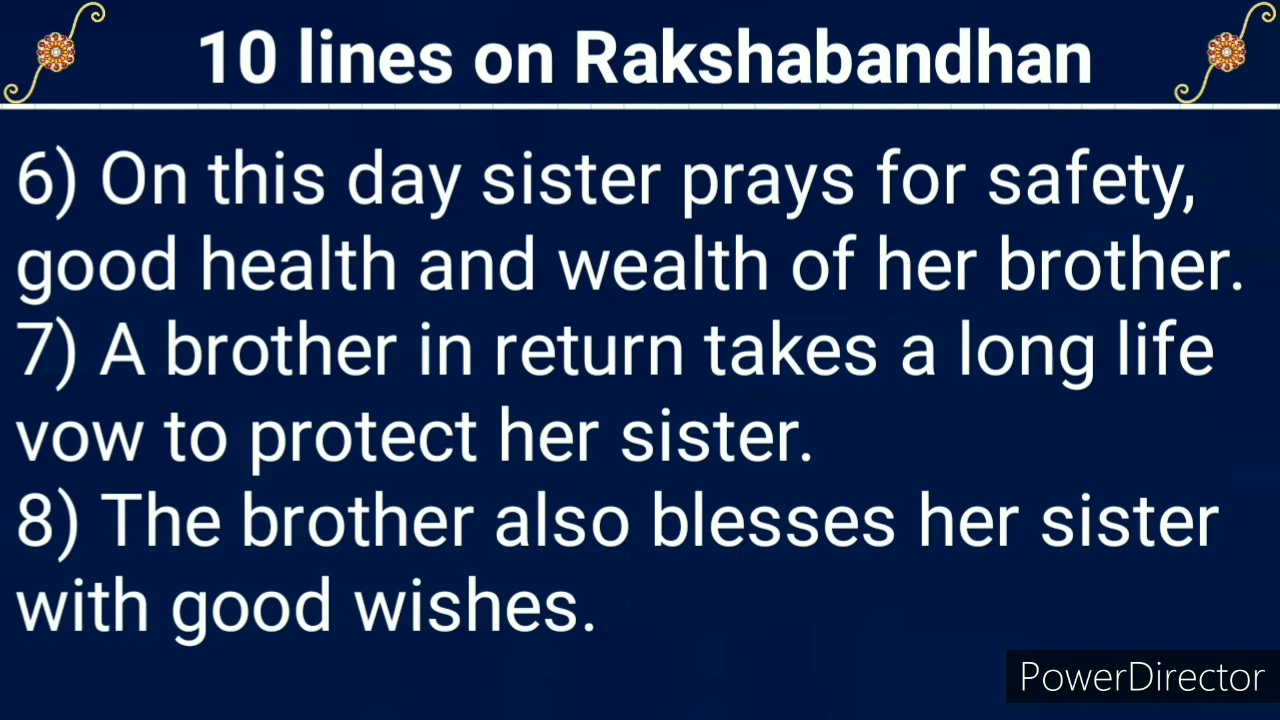 10 lines on Rakshabandhan
6) On this day sister prays for safety,
good health and wealth of her brother.
7) A brother in return takes a long life
vow to protect her sister.
8) The brother also blesses her sister
with good wishes.
PowerDirector